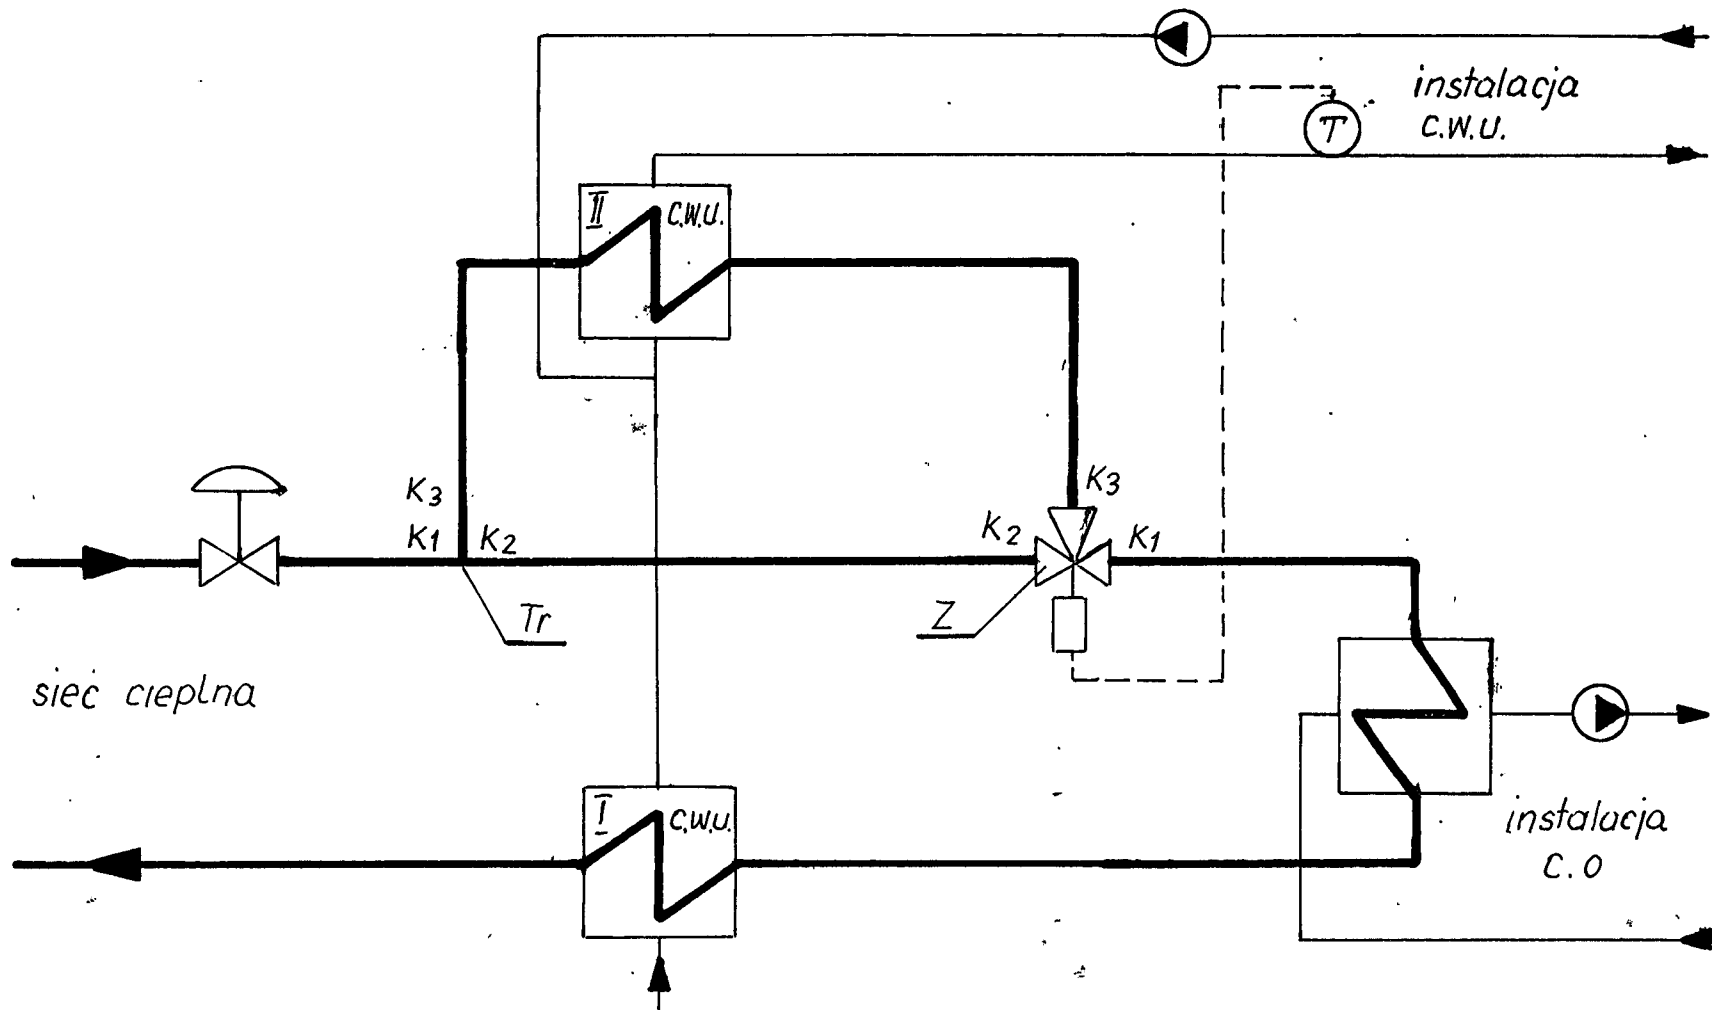 instalacja
c.w.u.
T
II c.w.u.
K3
K1 K2
Tr
K3
K2 K1
Z
sieć cieplna
I c.w.u.
instalacja
c.o